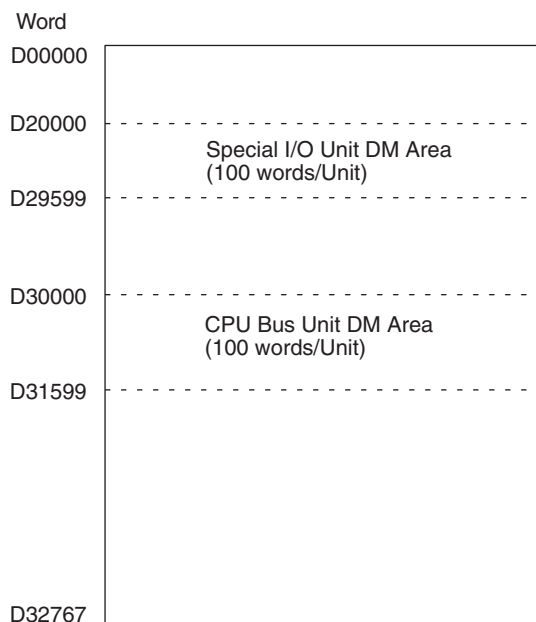 Word
D00000
D20000
Special I/O Unit DM Area
(100 words/Unit)
D29599
D30000
CPU Bus Unit DM Area
(100 words/Unit)
D31599
D32767